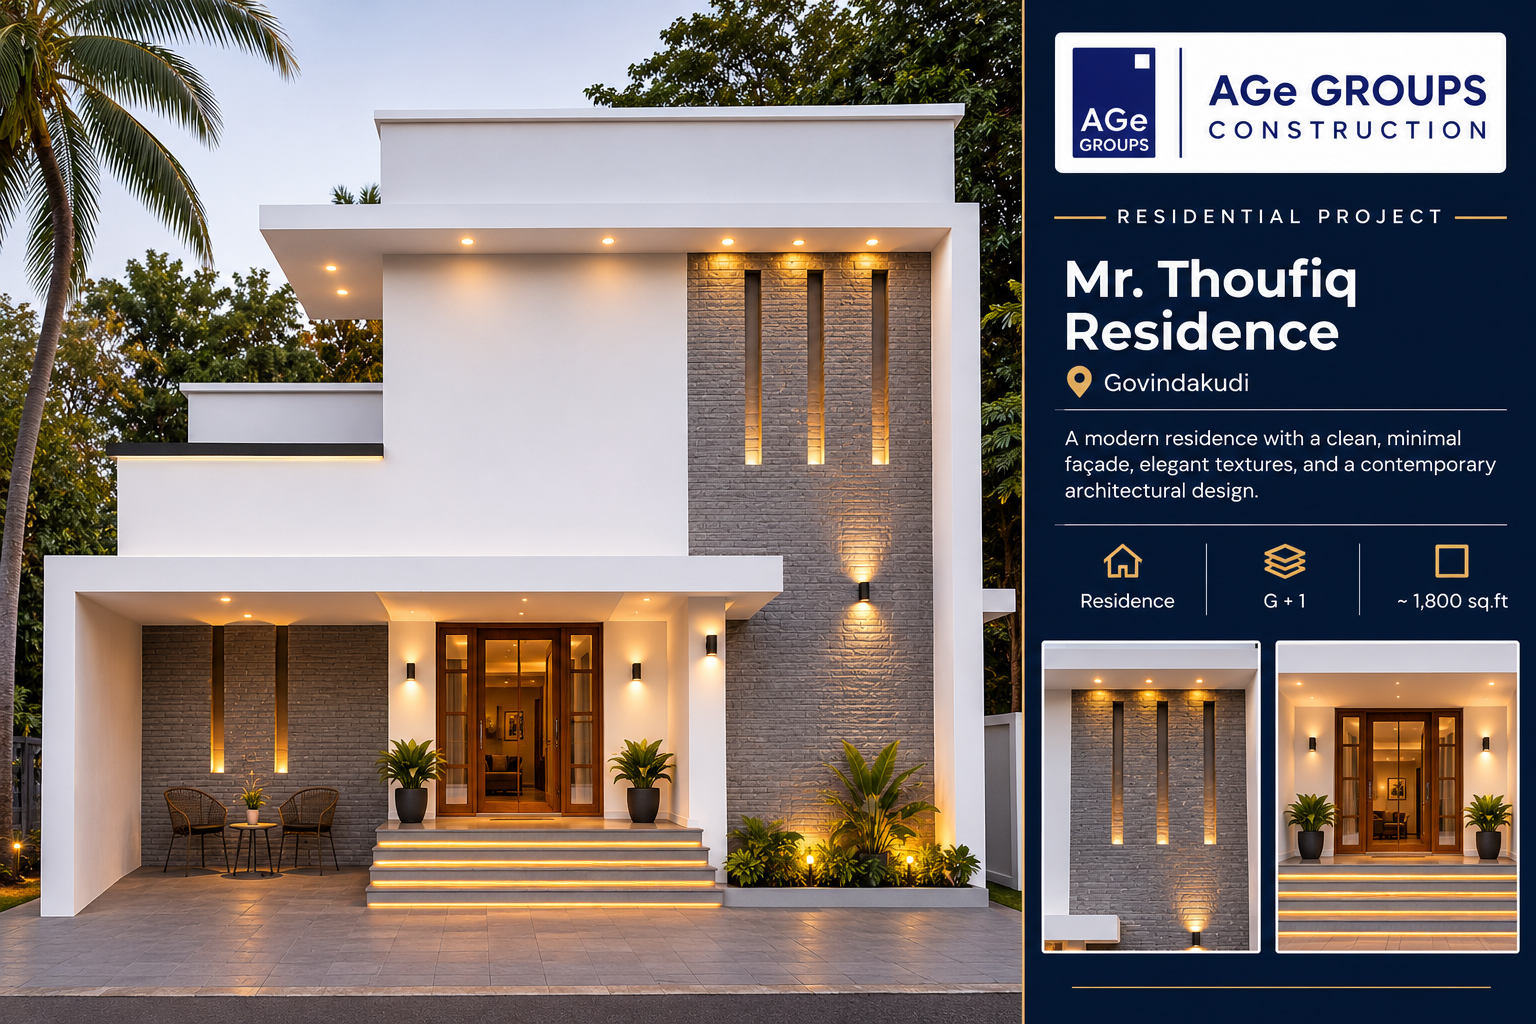 AGe
GROUPS
AGe GROUPS
CONSTRUCTION
RESIDENTIAL PROJECT
Mr. Thoufiq
Residence
Govindakudi
A modern residence with a clean, minimal
façade, elegant textures, and a contemporary
architectural design.
Residence
G + 1
~ 1,800 sq.ft